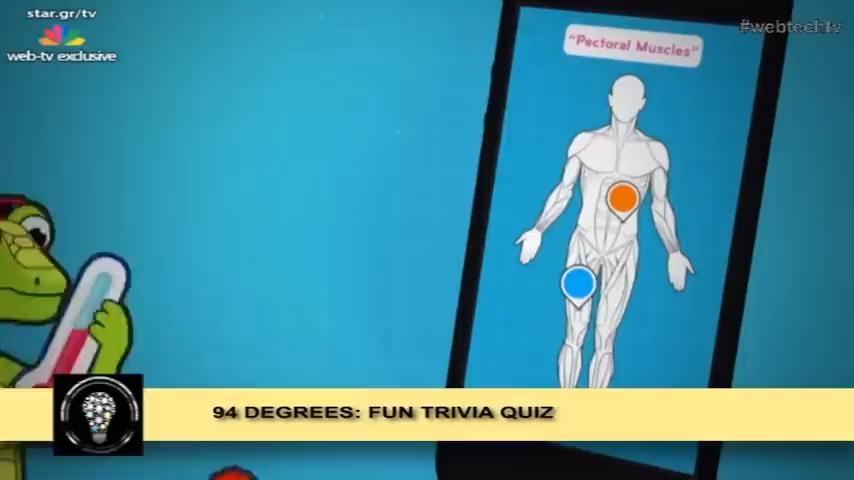 star.gr/tv
web-tv exclusive
#webtechtv
"Pectoral Muscles"
94 DEGREES: FUN TRIVIA QUIZ